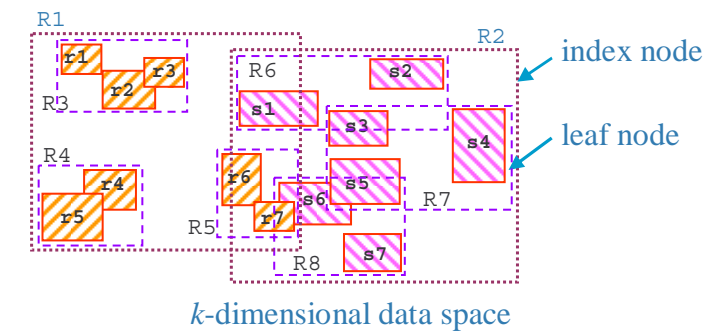 R1
R2
index node
r1
r3
r2
R3
R6
s2
s1
s3
s4
leaf node
R4
r4
r5
r6
r7
R5
s6
s5
R7
s7
R8
k-dimensional data space